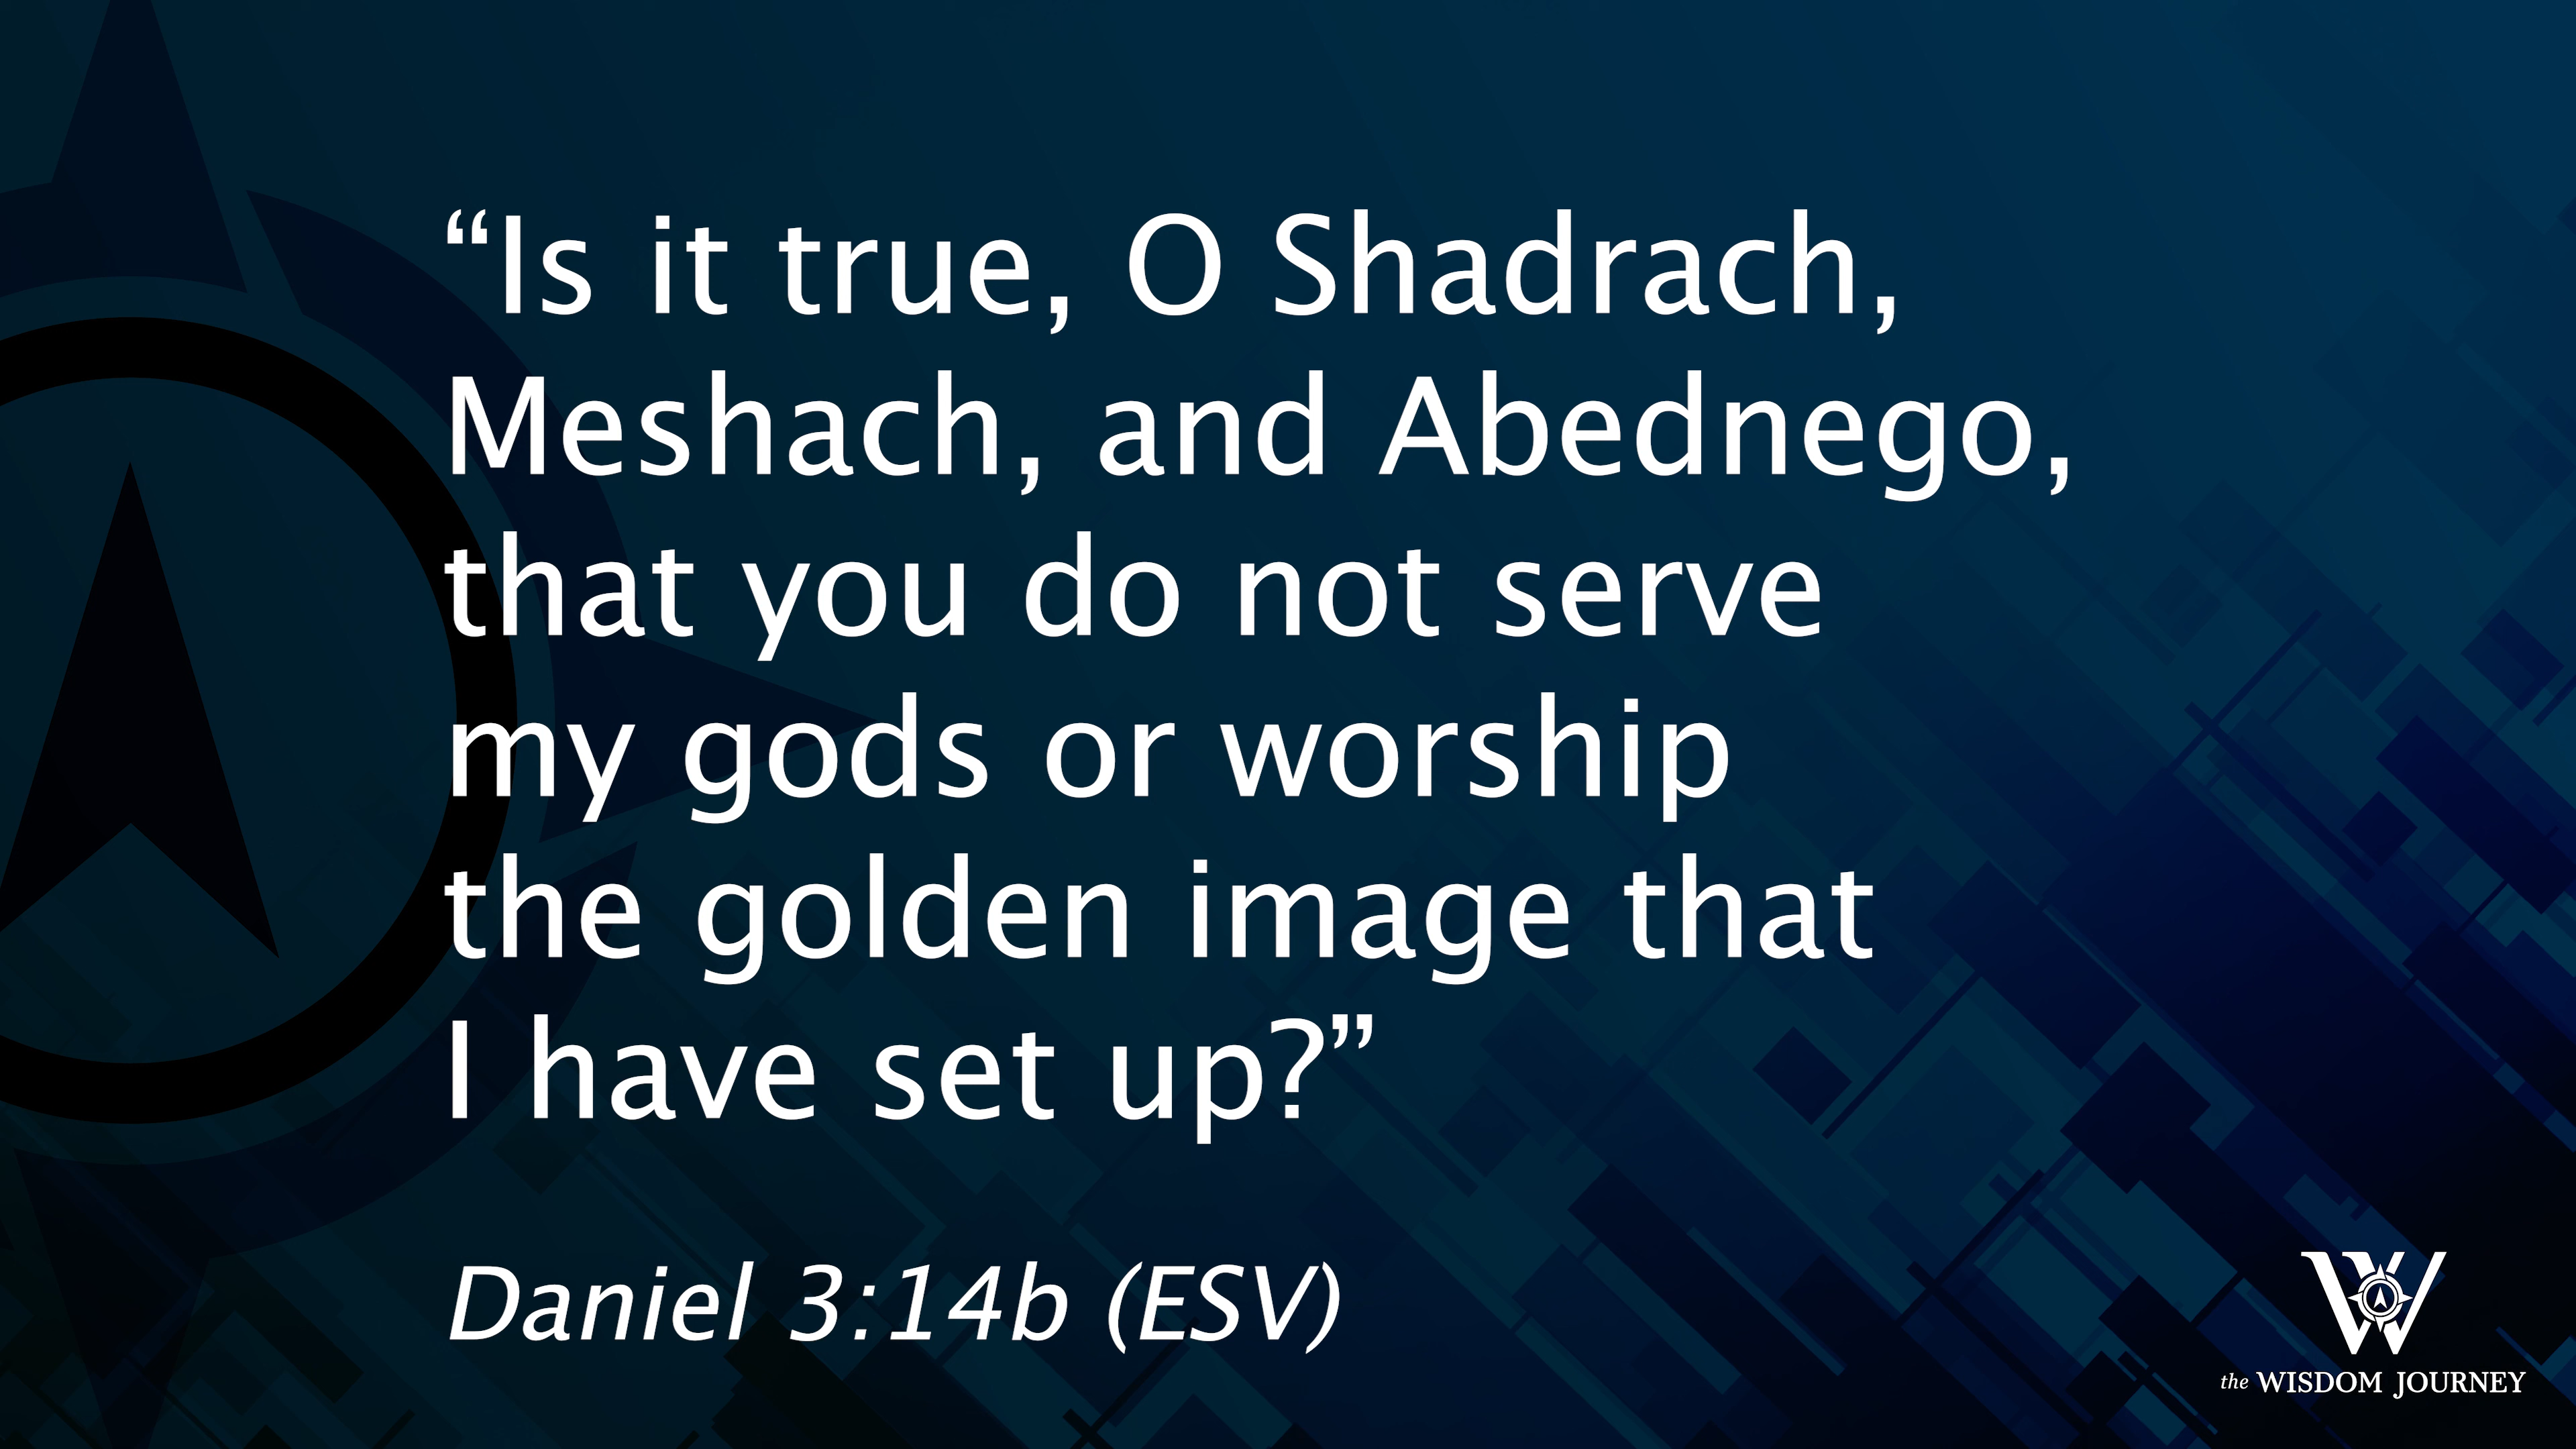 “Is it true, O Shadrach,
Meshach, and Abednego,
that you do not serve
my gods or worship
the golden image that
I have set up?”
Daniel 3:14b (ESV)
W
the WISDOM JOURNEY